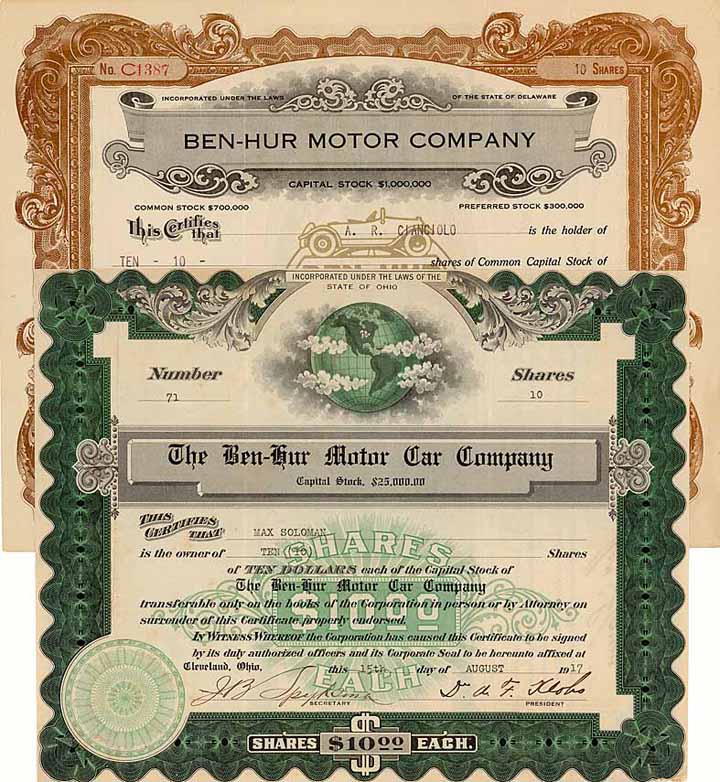 No. C1387
10 SHARES
INCORPORATED UNDER THE LAWS OF THE STATE OF DELAWARE
BEN-HUR MOTOR COMPANY
CAPITAL STOCK $1,000,000
COMMON STOCK $700,000 PREFERRED STOCK $300,000
This Certifies that A. R. CIANCIOLO is the holder of
TEN - 10 - shares of Common Capital Stock of
BEN-HUR
INCORPORATED UNDER THE LAWS OF THE
STATE OF OHIO
Number Shares
71 10
The Ben-Hur Motor Car Company
Capital Stock, $25,000.00
THIS CERTIFIES THAT MAX SOLOMAN
is the owner of TEN (10) Shares
SHARES
of TEN DOLLARS each of the Capital Stock of
The Ben-Hur Motor Car Company
$10.00
transferable only on the books of the Corporation in person or by Attorney on
surrender of this Certificate properly endorsed.
IN WITNESS WHEREOF the Corporation has caused this Certificate to be signed
by its duly authorized officers and its Corporate Seal to be hereunto affixed at
Cleveland, Ohio, this 15th day of AUGUST 1917
EACH
SECRETARY PRESIDENT
SHARES $10.00 EACH.